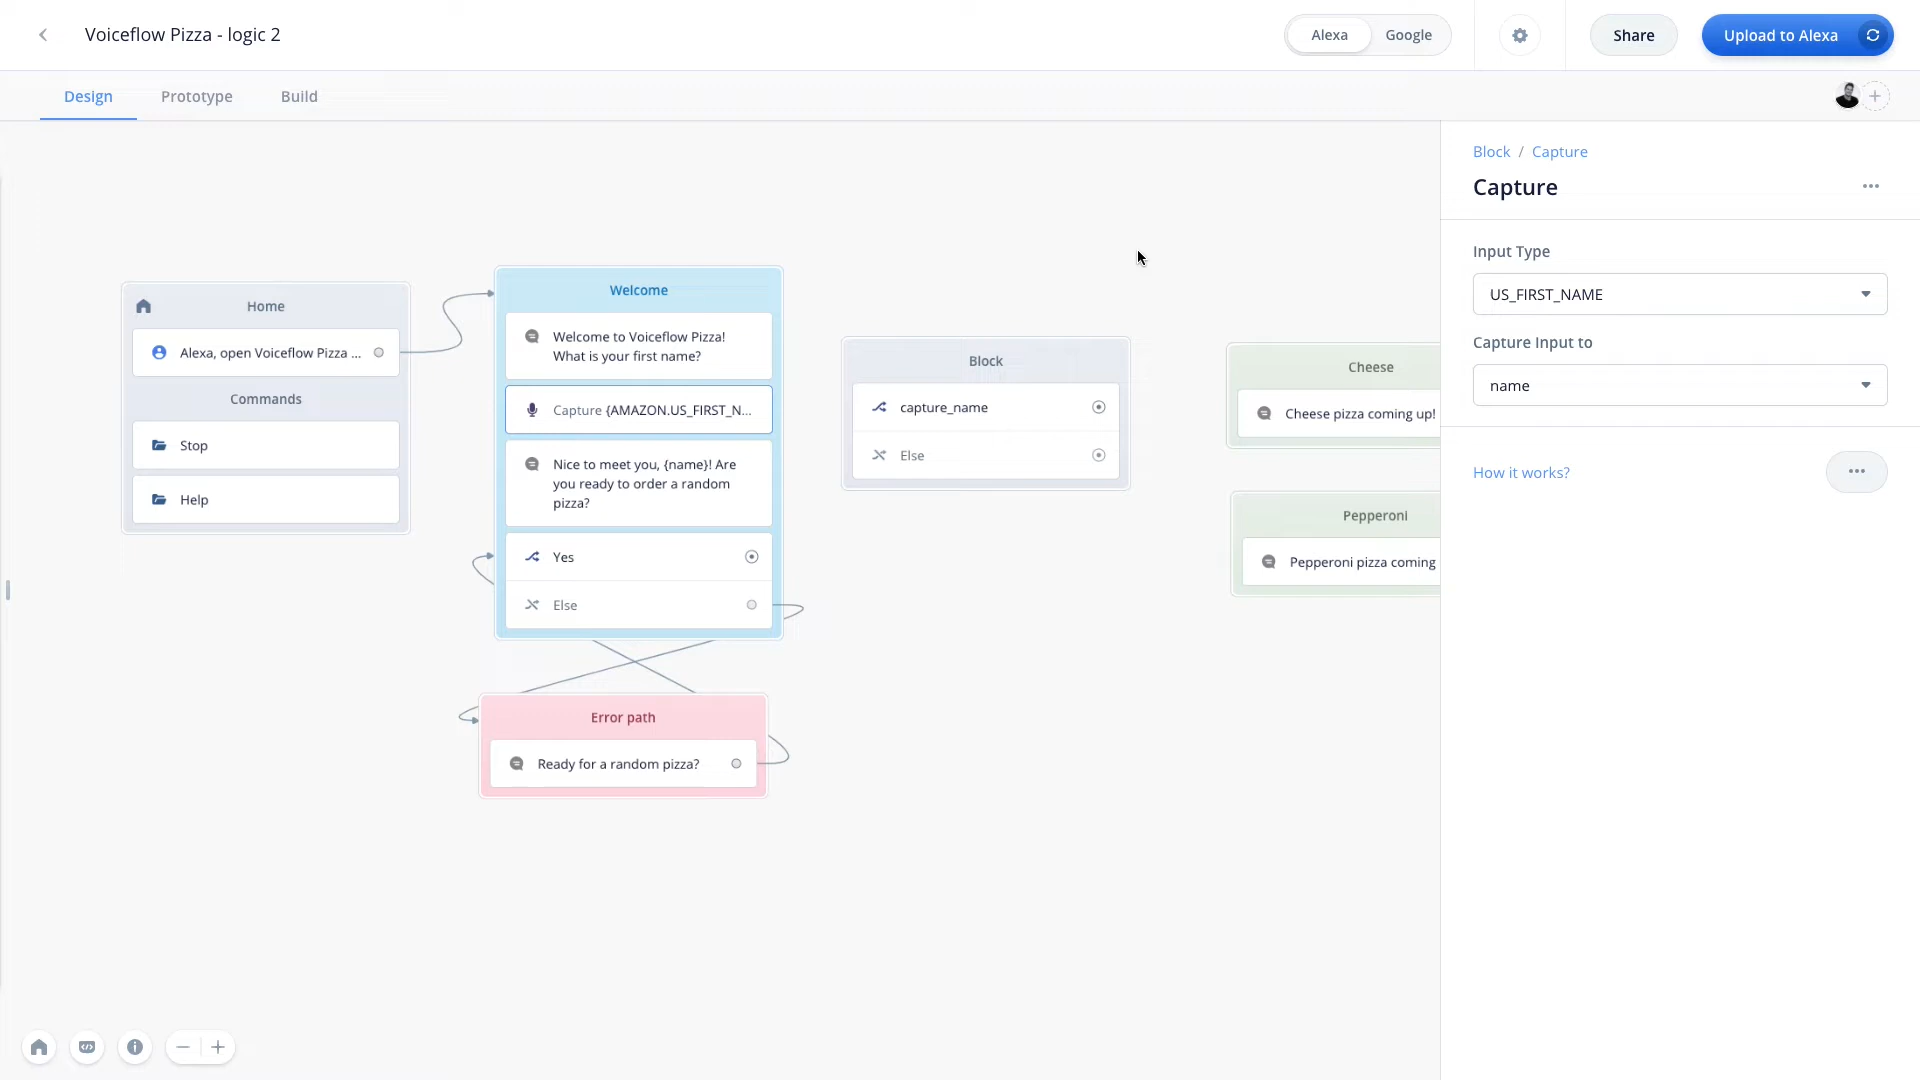 Voiceflow Pizza - logic 2
Alexa
Google
Share
Upload to Alexa
Design
Prototype
Build
Home
Alexa, open Voiceflow Pizza ...
Commands
Stop
Help
Welcome
Welcome to Voiceflow Pizza!
What is your first name?
Capture {AMAZON.US_FIRST_N...
Nice to meet you, {name}! Are
you ready to order a random
pizza?
Yes
Else
Error path
Ready for a random pizza?
Block
capture_name
Else
Cheese
Cheese pizza coming up!
Pepperoni
Pepperoni pizza coming
Block / Capture
Capture
Input Type
US_FIRST_NAME
Capture Input to
name
How it works?